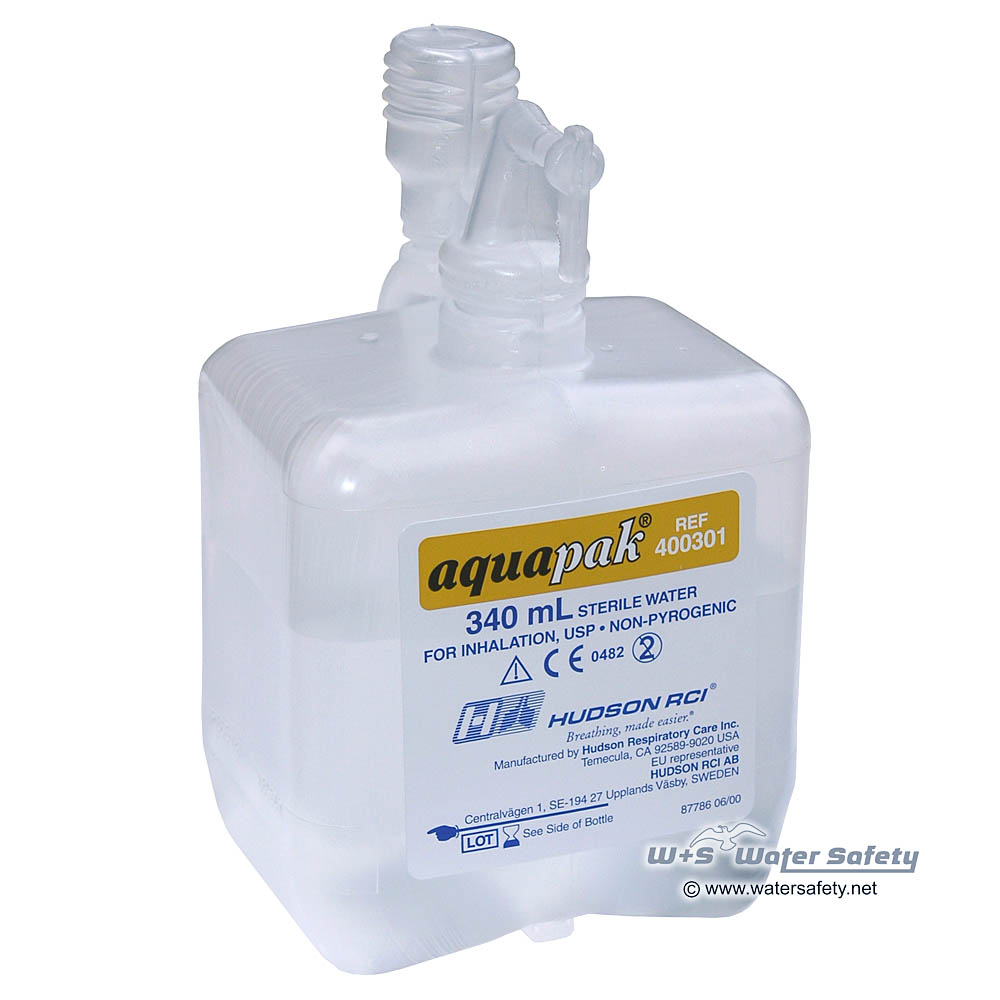 aquapak® REF 400301
340 mL STERILE WATER
FOR INHALATION, USP • NON-PYROGENIC
CE 0482 2
HUDSON RCI®
Breathing, made easier.®
Manufactured by Hudson Respiratory Care Inc.
Temecula, CA 92589-9020 USA
EU representative
HUDSON RCI AB
Centralvägen 1, SE-194 27 Upplands Väsby, SWEDEN
LOT See Side of Bottle
87786 06/00
W+S Water Safety
© www.watersafety.net